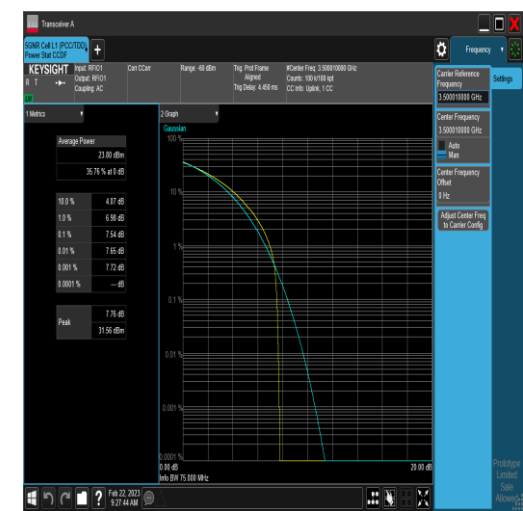 Transceiver A
5GNR Cell L1 (PCC/TDD)
Power Stat CCDF
Frequency
KEYSIGHT
R T
Input: RFIO1
Output: RFIO1
Coupling: AC
Corr CCorr
Range: -60 dBm
Trig: Prd Frame
Aligned
Trig Delay: 4.450 ms
#Center Freq: 3.500010000 GHz
Counts: 100 k/100 kpt
CC Info: Uplink, 1 CC
Carrier Reference
Frequency
3.500010000 GHz
Settings
Center Frequency
3.500010000 GHz
Auto
Man
Center Frequency
Offset
0 Hz
Adjust Center Freq
to Carrier Config
1 Metrics
2 Graph
Average Power
23.80 dBm
35.76 % at 0 dB
10.0 % 4.07 dB
1.0 % 6.98 dB
0.1 % 7.54 dB
0.01 % 7.65 dB
0.001 % 7.72 dB
0.0001 % --- dB
Peak
7.76 dB
31.56 dBm
Gaussian
100 %
10 %
1 %
0.1 %
0.01 %
0.001 %
0.0001 %
0.00 dB
20.00 dB
Info BW 75.000 MHz
Prototype
Limited
Sale
Allowed
Feb 22, 2023
9:27:44 AM